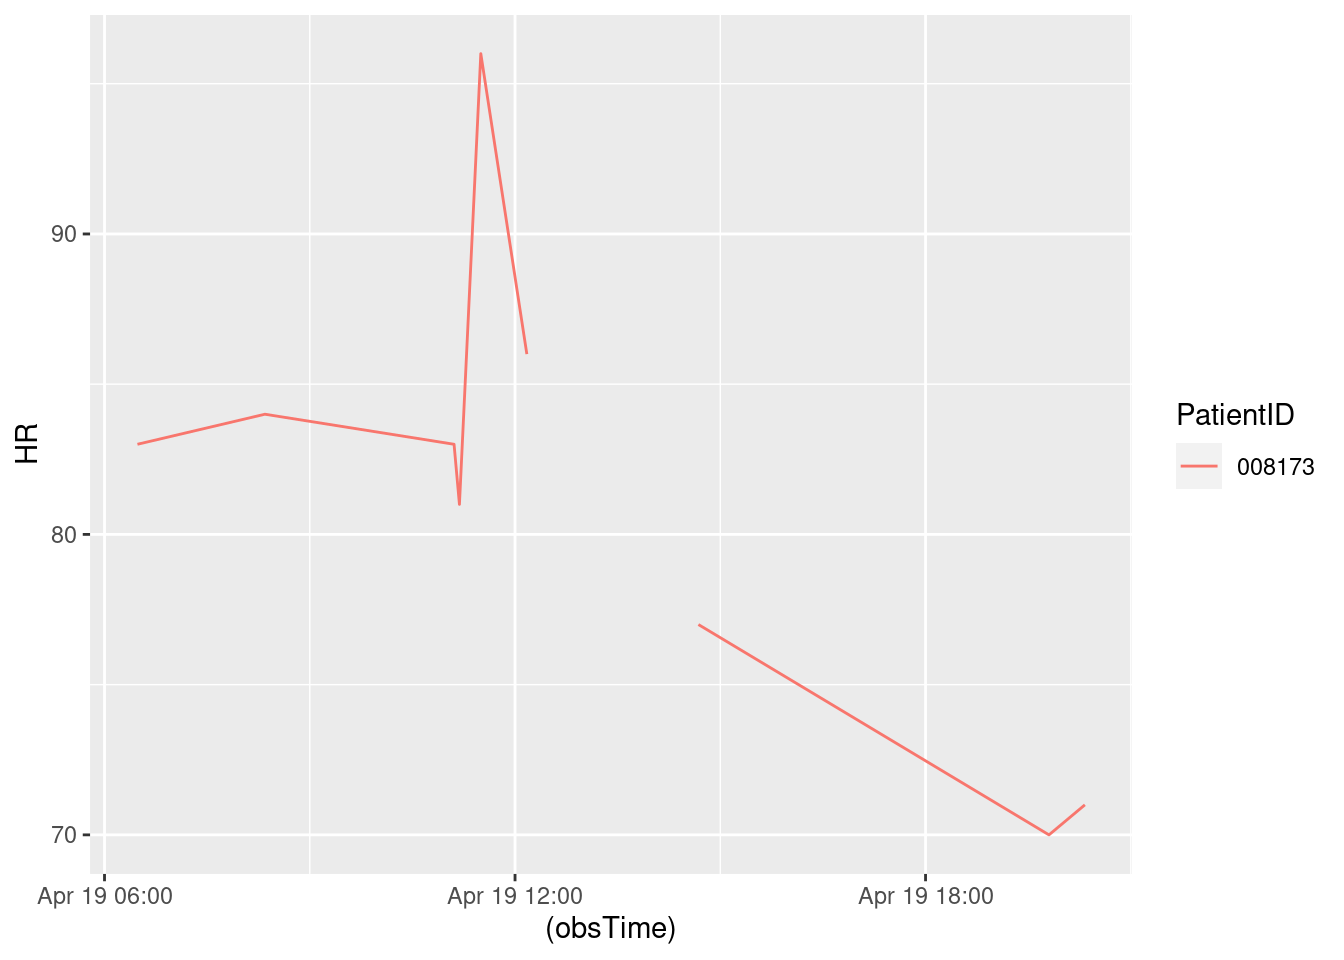 HR
90
80
70
Apr 19 06:00
Apr 19 12:00
Apr 19 18:00
(obsTime)
PatientID
008173